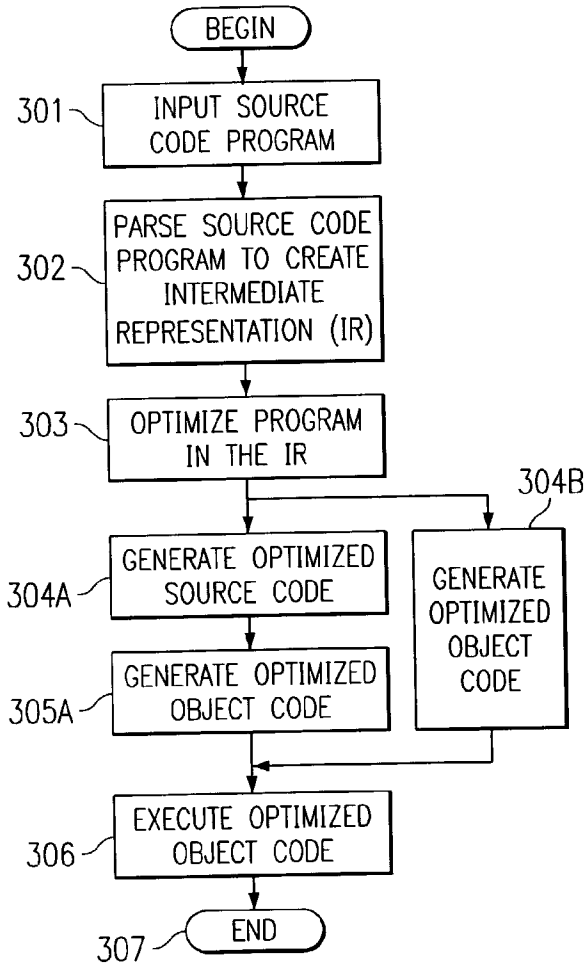 BEGIN
301
INPUT SOURCE
CODE PROGRAM
302
PARSE SOURCE CODE
PROGRAM TO CREATE
INTERMEDIATE
REPRESENTATION (IR)
303
OPTIMIZE PROGRAM
IN THE IR
304A
GENERATE OPTIMIZED
SOURCE CODE
304B
GENERATE
OPTIMIZED
OBJECT
CODE
305A
GENERATE OPTIMIZED
OBJECT CODE
306
EXECUTE OPTIMIZED
OBJECT CODE
307
END